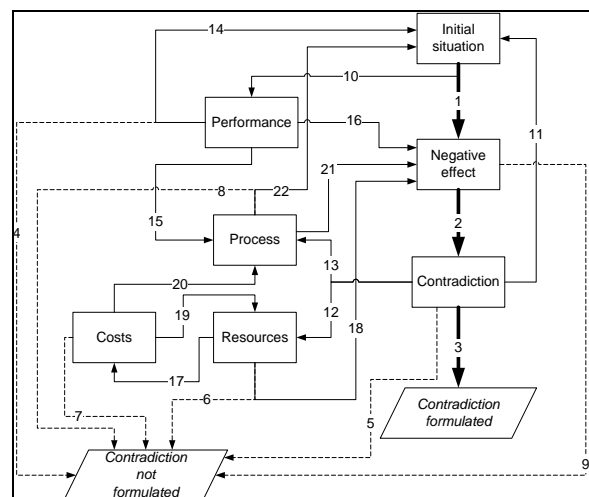 14
Initial
situation
10
1
11
Performance
16
Negative
effect
8
22
21
4
15
2
Process
13
20
Contradiction
19
12
18
Costs
Resources
3
17
6
7
5
Contradiction
formulated
Contradiction
not
formulated
9